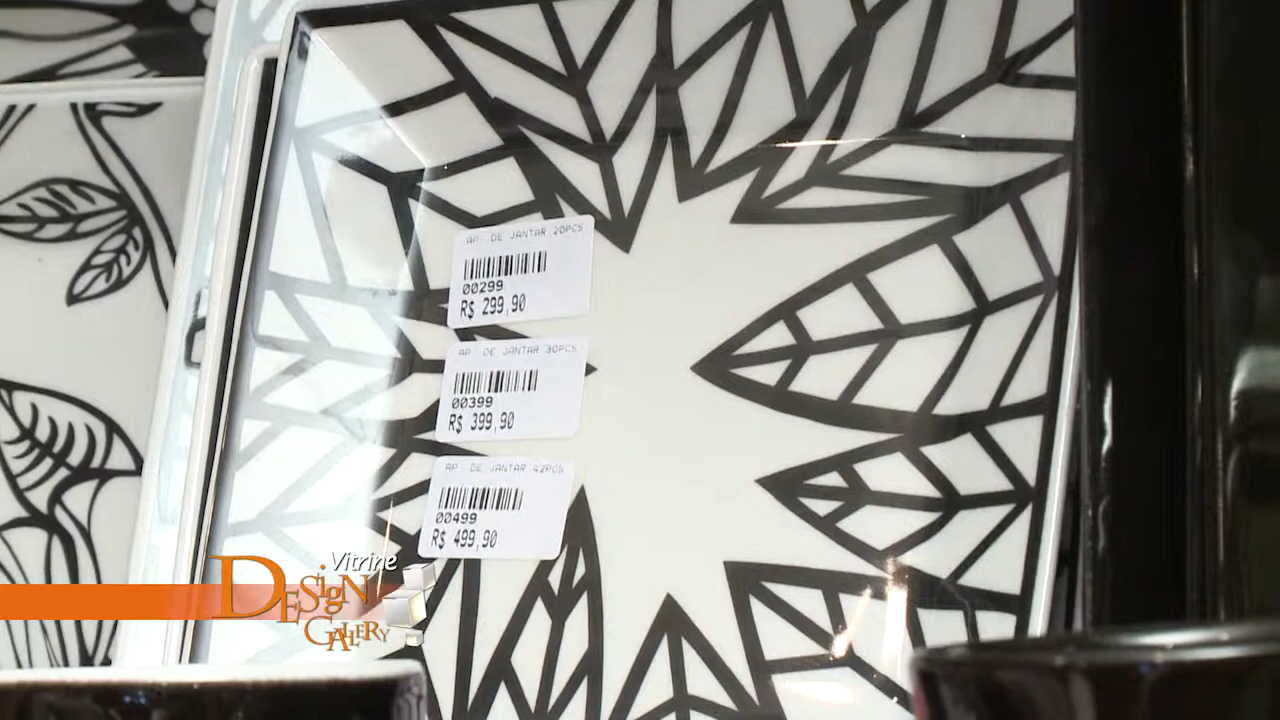 AP DE JANTAR 20PCS
00299
R$ 299,90
AP DE JANTAR 30PCS
00399
R$ 399,90
AP DE JANTAR 42PCS
00499
R$ 499,90
Vitrine
DESIGN
GALLERY